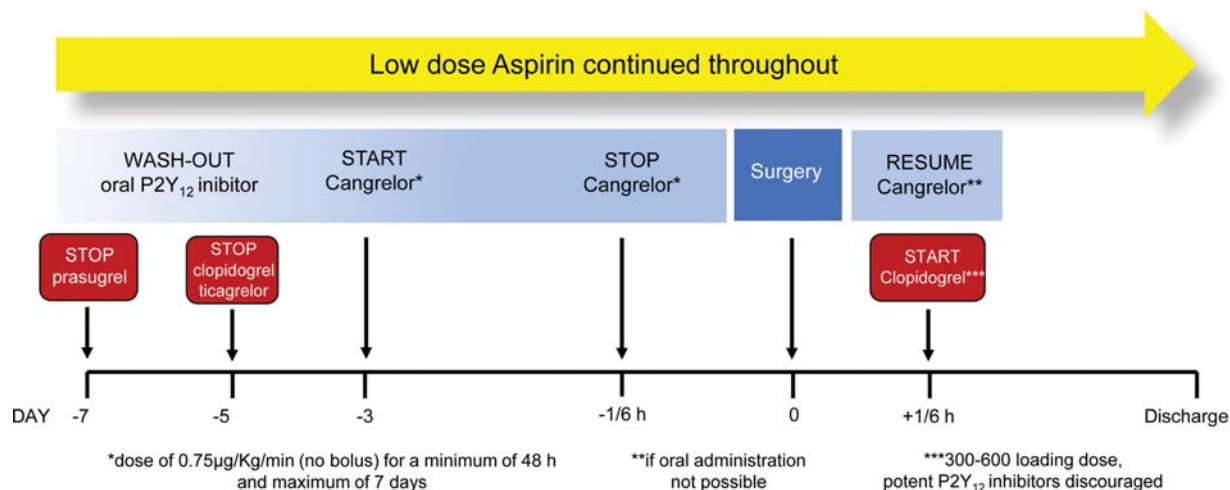 Low dose Aspirin continued throughout
WASH-OUT
oral P2Y₁₂ inibitor
START
Cangrelor*
STOP
Cangrelor*
Surgery
RESUME
Cangrelor**
STOP
prasugrel
STOP
clopidogrel
ticagrelor
START
Clopidogrel***
DAY -7 -5 -3 -1/6 h 0 +1/6 h Discharge
*dose of 0.75µg/Kg/min (no bolus) for a minimum of 48 h
and maximum of 7 days
**if oral administration
not possible
***300-600 loading dose,
potent P2Y₁₂ inhibitors discouraged